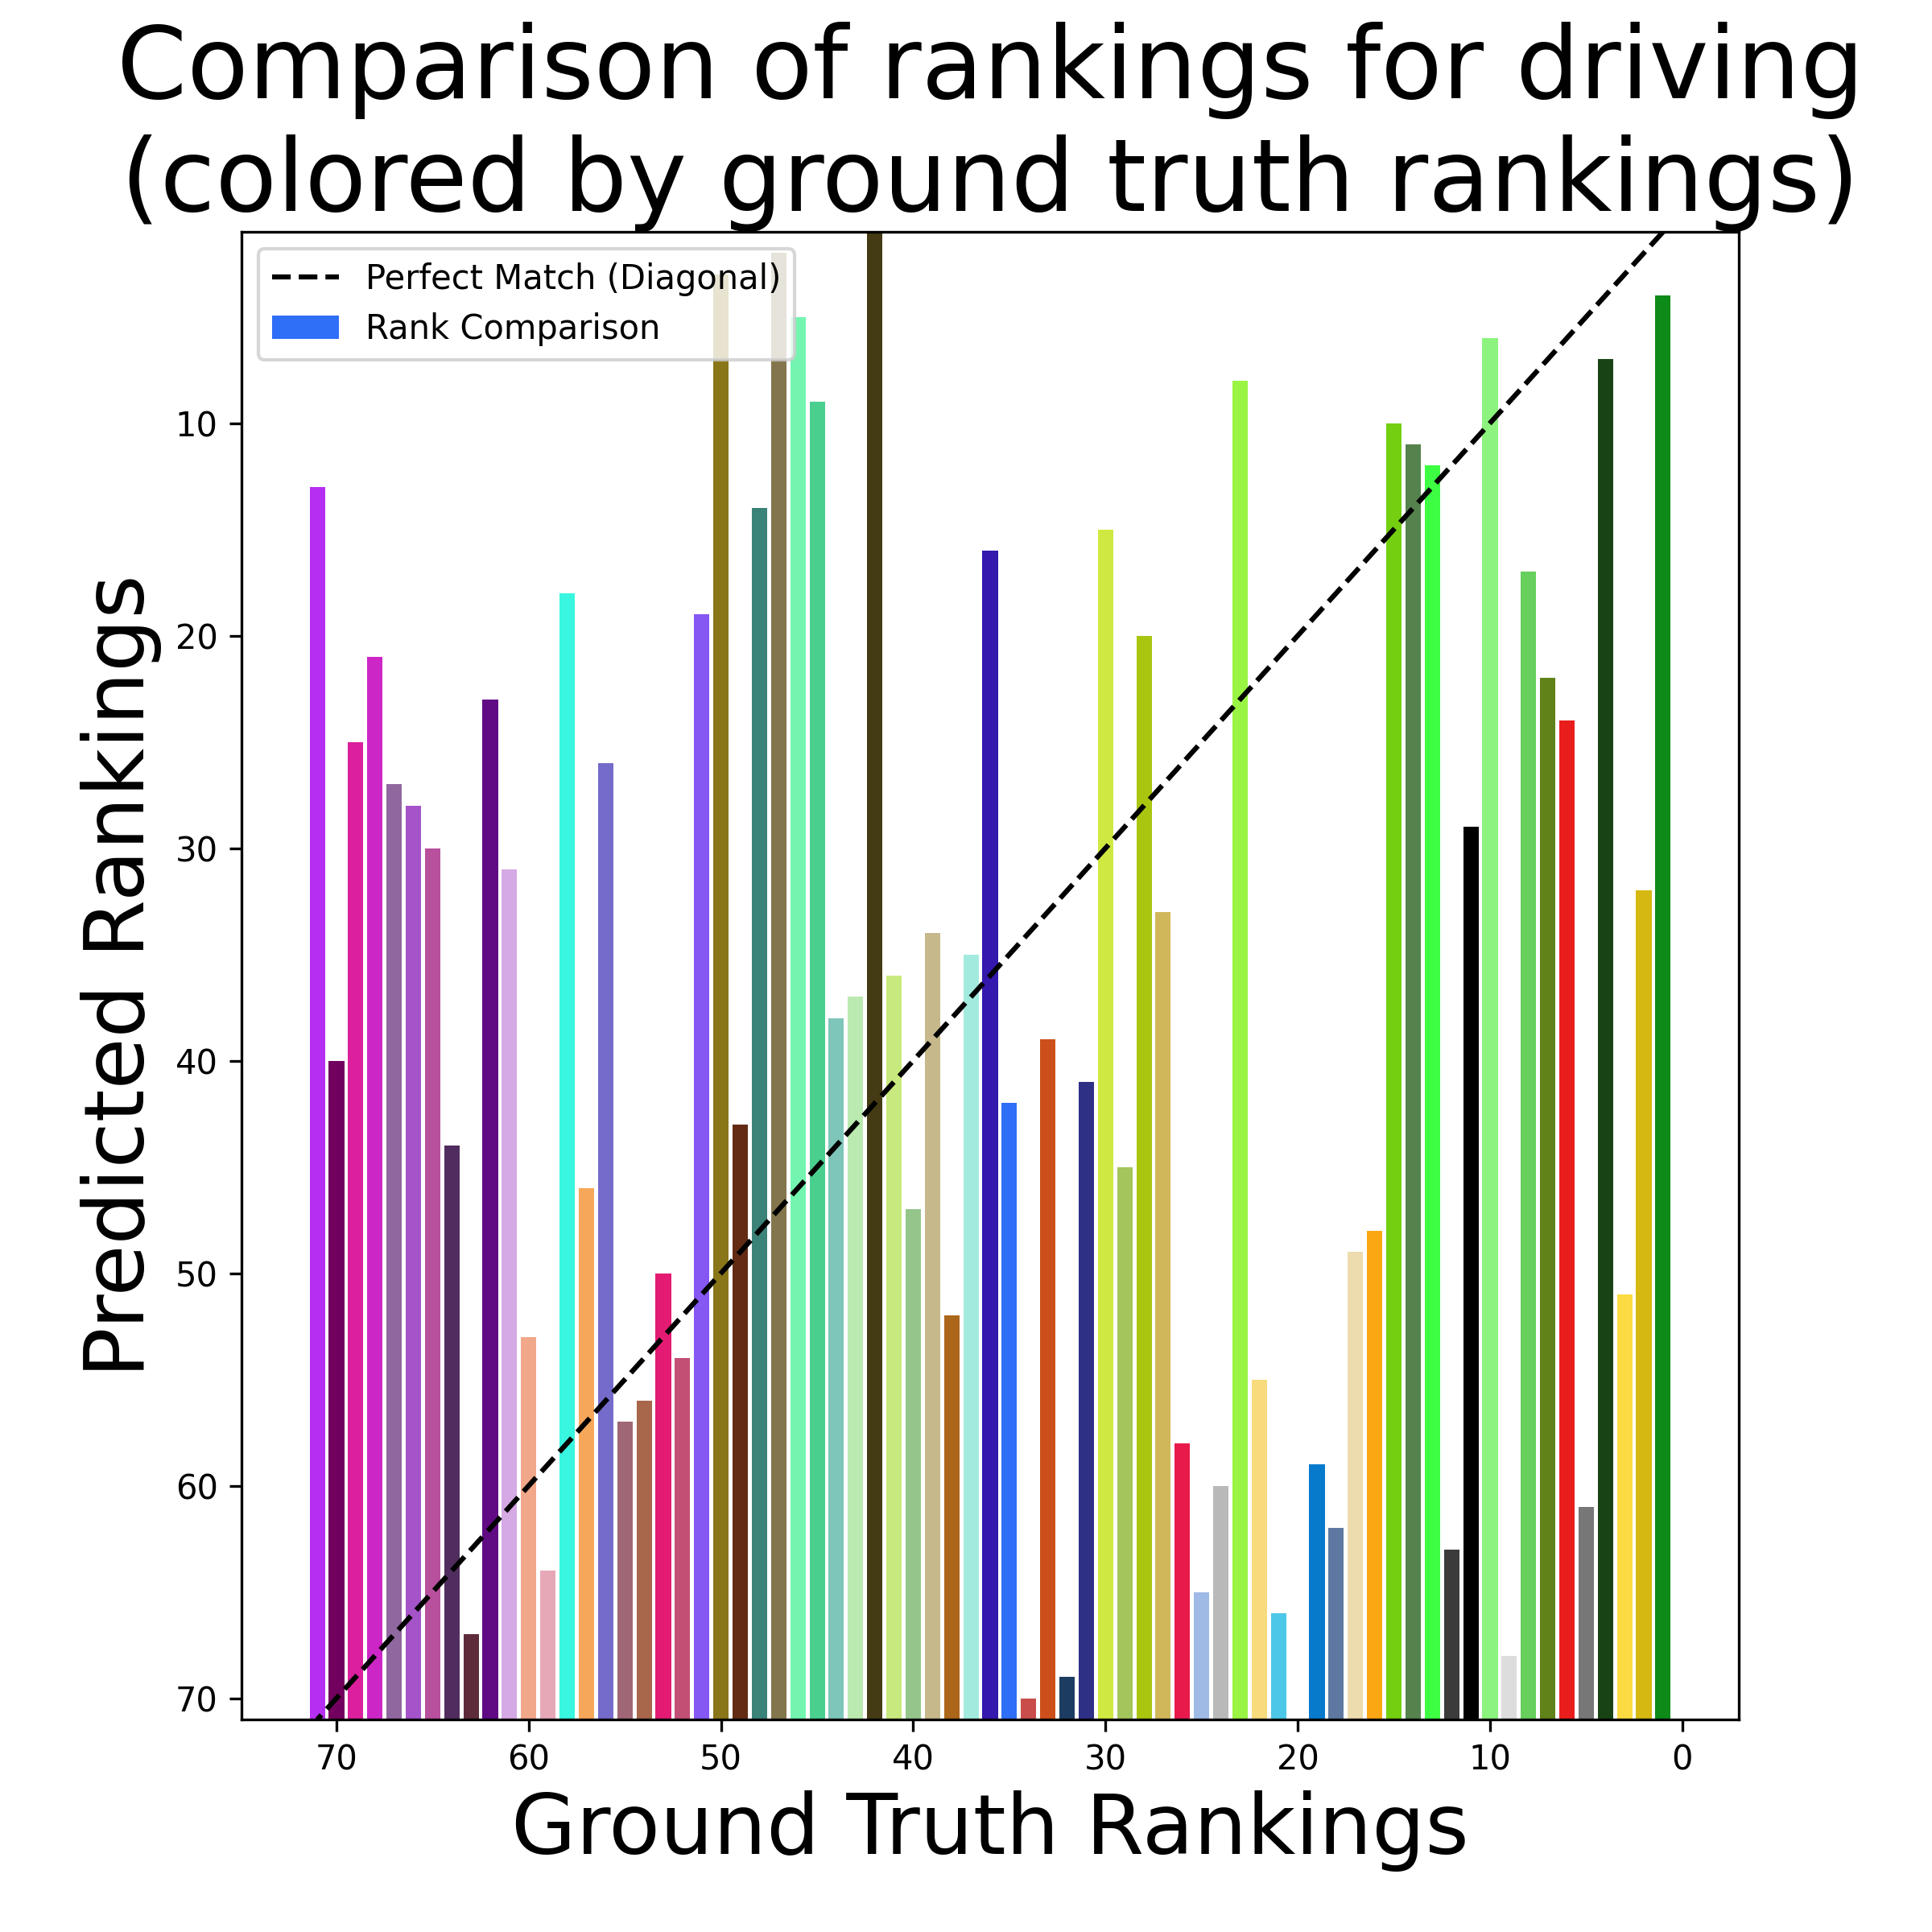 Comparison of rankings for driving
(colored by ground truth rankings)
Perfect Match (Diagonal)
Rank Comparison
10
20
30
40
50
60
70
Predicted Rankings
70 60 50 40 30 20 10 0
Ground Truth Rankings